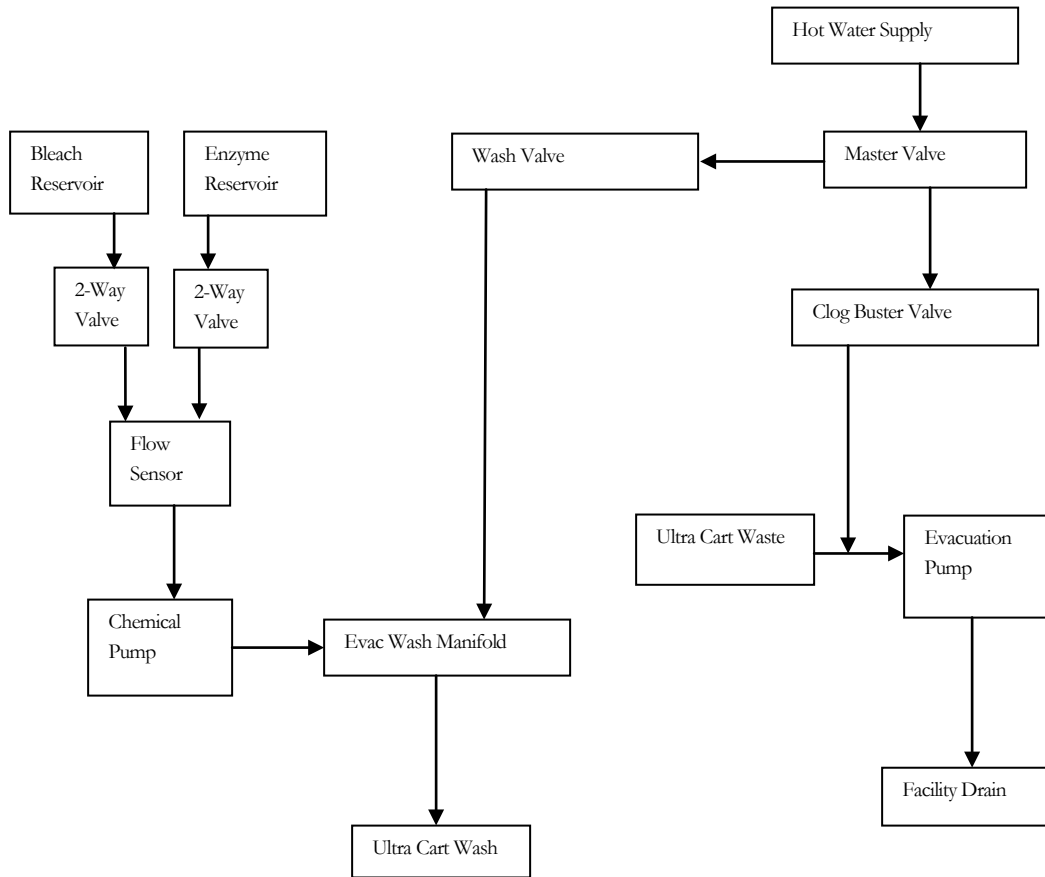 Hot Water Supply
Bleach
Reservoir
Enzyme
Reservoir
Wash Valve
Master Valve
2-Way
Valve
2-Way
Valve
Clog Buster Valve
Flow
Sensor
Ultra Cart Waste
Evacuation
Pump
Chemical
Pump
Evac Wash Manifold
Facility Drain
Ultra Cart Wash